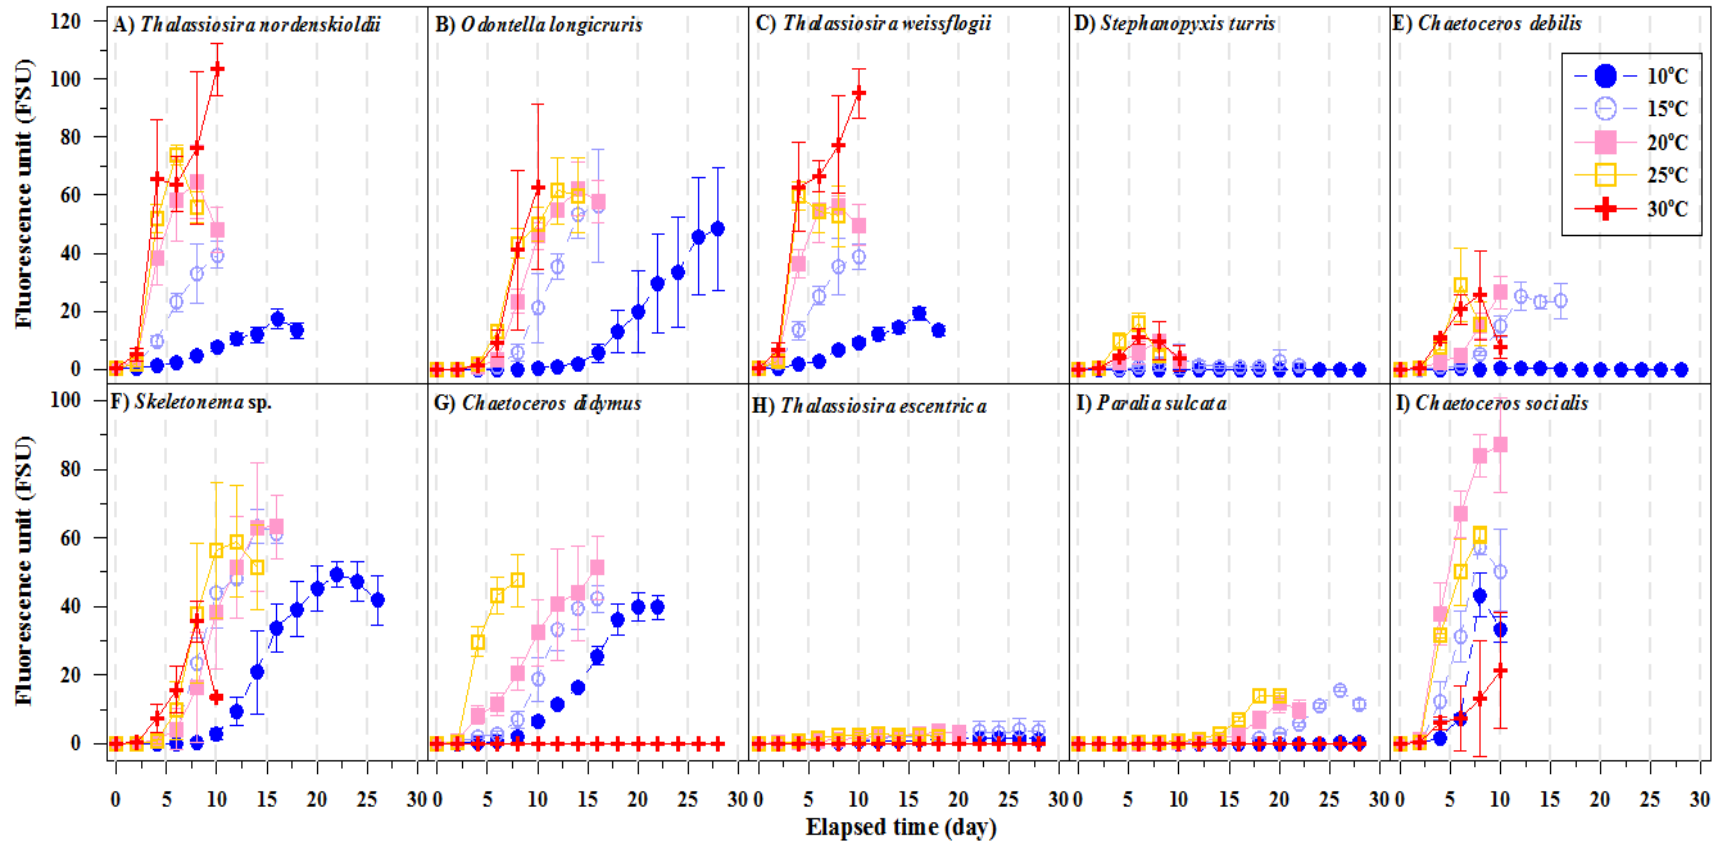 A) Thalassiosira nordenskioldii
B) Odontella longicruris
C) Thalassiosira weissflogii
D) Stephanopyxis turris
E) Chaetoceros debilis
120
100
80
60
40
20
0
Fluorescence unit (FSU)
10°C
15°C
20°C
25°C
30°C
F) Skeletonema sp.
G) Chaetoceros didymus
H) Thalassiosira escentrica
I) Paralia sulcata
I) Chaetoceros socialis
100
80
60
40
20
0
Fluorescence unit (FSU)
0 5 10 15 20 25 30 0 5 10 15 20 25 30 0 5 10 15 20 25 30 0 5 10 15 20 25 30 0 5 10 15 20 25 30
Elapsed time (day)